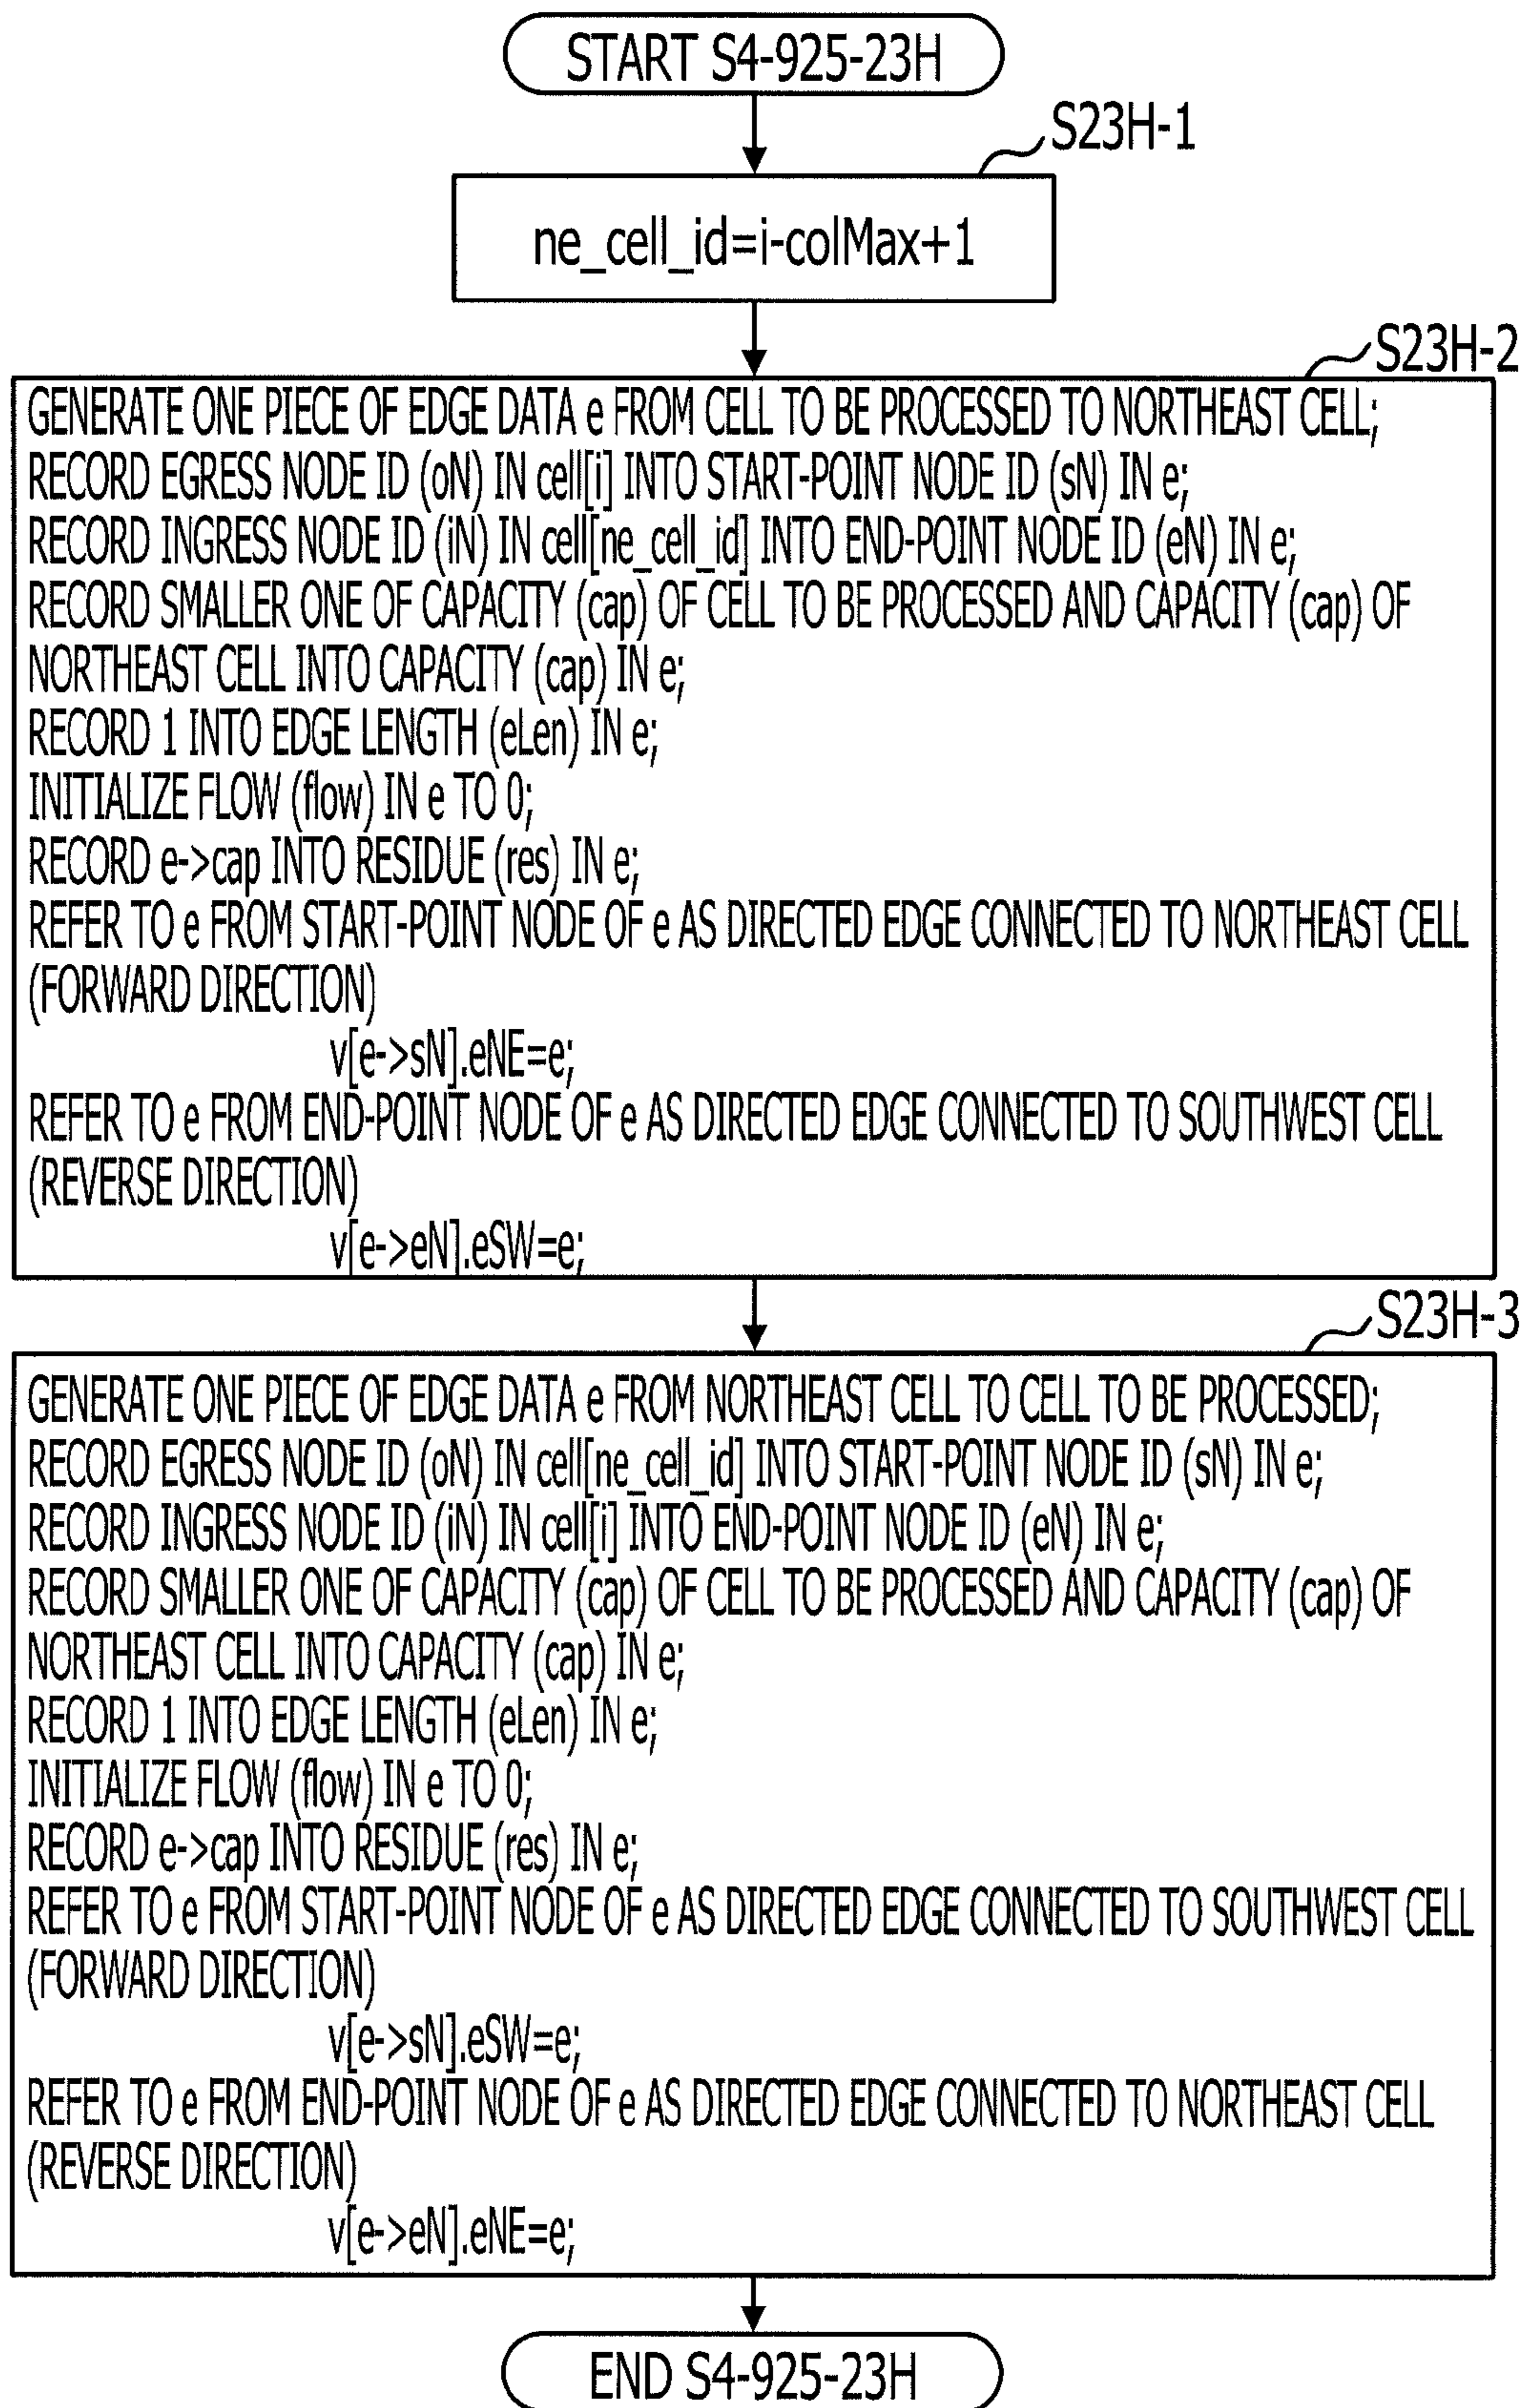 START S4-925-23H
S23H-1
ne_cell_id=i-colMax+1
S23H-2
GENERATE ONE PIECE OF EDGE DATA e FROM CELL TO BE PROCESSED TO NORTHEAST CELL;
RECORD EGRESS NODE ID (oN) IN cell[i] INTO START-POINT NODE ID (sN) IN e;
RECORD INGRESS NODE ID (iN) IN cell[ne_cell_id] INTO END-POINT NODE ID (eN) IN e;
RECORD SMALLER ONE OF CAPACITY (cap) OF CELL TO BE PROCESSED AND CAPACITY (cap) OF
NORTHEAST CELL INTO CAPACITY (cap) IN e;
RECORD 1 INTO EDGE LENGTH (eLen) IN e;
INITIALIZE FLOW (flow) IN e TO 0;
RECORD e->cap INTO RESIDUE (res) IN e;
REFER TO e FROM START-POINT NODE OF e AS DIRECTED EDGE CONNECTED TO NORTHEAST CELL
(FORWARD DIRECTION)
v[e->sN].eNE=e;
REFER TO e FROM END-POINT NODE OF e AS DIRECTED EDGE CONNECTED TO SOUTHWEST CELL
(REVERSE DIRECTION)
v[e->eN].eSW=e;
S23H-3
GENERATE ONE PIECE OF EDGE DATA e FROM NORTHEAST CELL TO CELL TO BE PROCESSED;
RECORD EGRESS NODE ID (oN) IN cell[ne_cell_id] INTO START-POINT NODE ID (sN) IN e;
RECORD INGRESS NODE ID (iN) IN cell[i] INTO END-POINT NODE ID (eN) IN e;
RECORD SMALLER ONE OF CAPACITY (cap) OF CELL TO BE PROCESSED AND CAPACITY (cap) OF
NORTHEAST CELL INTO CAPACITY (cap) IN e;
RECORD 1 INTO EDGE LENGTH (eLen) IN e;
INITIALIZE FLOW (flow) IN e TO 0;
RECORD e->cap INTO RESIDUE (res) IN e;
REFER TO e FROM START-POINT NODE OF e AS DIRECTED EDGE CONNECTED TO SOUTHWEST CELL
(FORWARD DIRECTION)
v[e->sN].eSW=e;
REFER TO e FROM END-POINT NODE OF e AS DIRECTED EDGE CONNECTED TO NORTHEAST CELL
(REVERSE DIRECTION)
v[e->eN].eNE=e;
END S4-925-23H